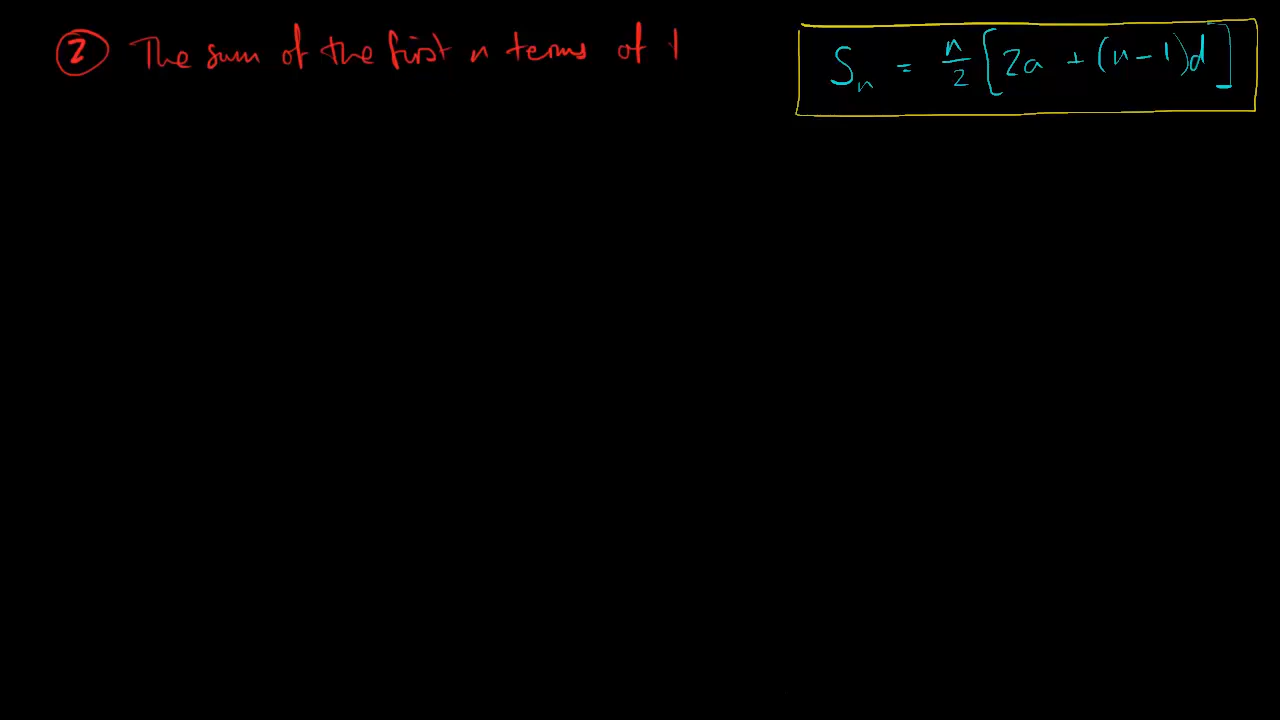 ② The sum of the first n terms of
Sₙ = n/2 [2a + (n-1)d]